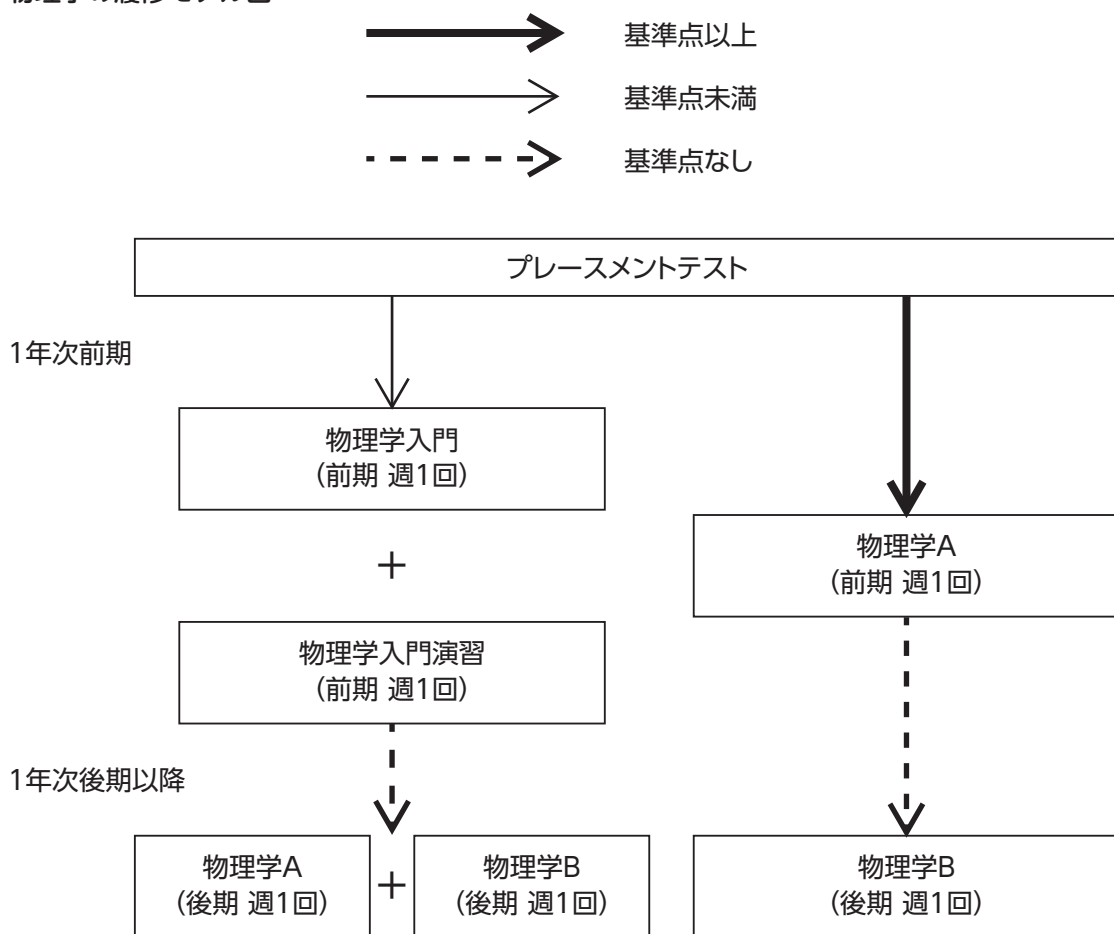 基準点以上
基準点未満
基準点なし
プレースメントテスト
1年次前期
物理学入門
(前期 週1回)
+
物理学入門演習
(前期 週1回)
物理学A
(前期 週1回)
1年次後期以降
物理学A
(後期 週1回)
+
物理学B
(後期 週1回)
物理学B
(後期 週1回)